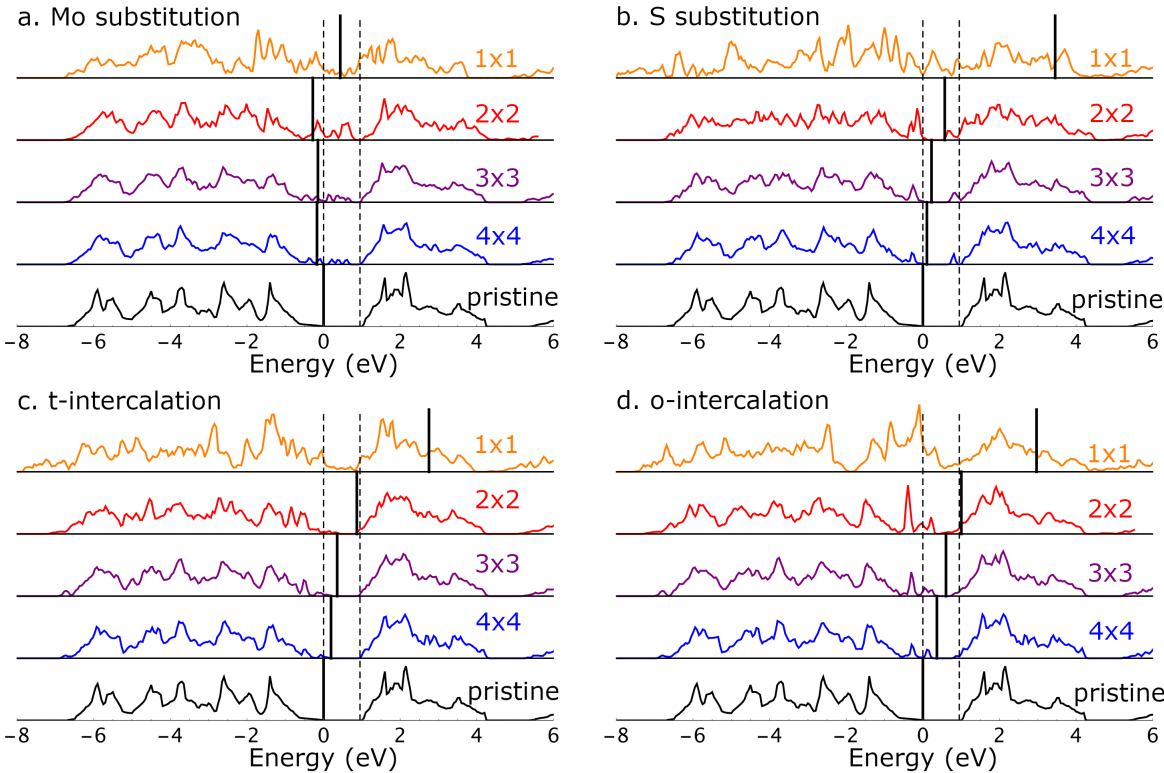 a. Mo substitution
1x1
2x2
3x3
4x4
pristine
−8 −6 −4 −2 0 2 4 6
Energy (eV)
b. S substitution
1x1
2x2
3x3
4x4
pristine
−8 −6 −4 −2 0 2 4 6
Energy (eV)
c. t-intercalation
1x1
2x2
3x3
4x4
pristine
−8 −6 −4 −2 0 2 4 6
Energy (eV)
d. o-intercalation
1x1
2x2
3x3
4x4
pristine
−8 −6 −4 −2 0 2 4 6
Energy (eV)